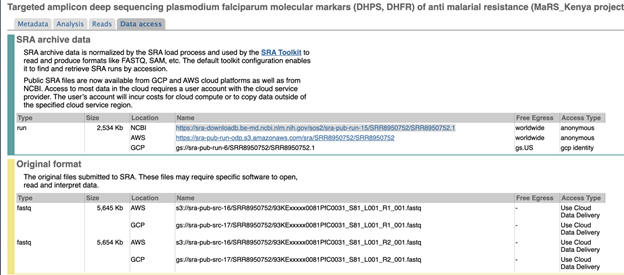 Targeted amplicon deep sequencing plasmodium falciparum molecular markars (DHPS, DHFR) of anti malarial resistance (MaRS_Kenya project
Metadata Analysis Reads Data access
SRA archive data
SRA archive data is normalized by the SRA load process and used by the SRA Toolkit to
read and produce formats like FASTQ, SAM, etc. The default toolkit configuration enables
it to find and retrieve SRA runs by accession.
Public SRA files are now available from GCP and AWS cloud platforms as well as from
NCBI. Access to most data in the cloud requires a user account with the cloud service
provider. The user's account will incur costs for cloud compute or to copy data outside of
the specified cloud service region.
Type Size Location Name Free Egress Access Type
run 2,534 Kb NCBI https://sra-downloadb.be-md.ncbi.nlm.nih.gov/sos2/sra-pub-run-15/SRR8950752/SRR8950752.1 worldwide anonymous
AWS https://sra-pub-run-odp.s3.amazonaws.com/sra/SRR8950752/SRR8950752 worldwide anonymous
GCP gs://sra-pub-run-6/SRR8950752/SRR8950752.1 gs.US gcp identity
Original format
The original files submitted to SRA. These files may require specific software to open,
read and interpret data.
Type Size Location Name Free Egress Access Type
fastq 5,645 Kb AWS s3://sra-pub-src-16/SRR8950752/93KExxxxx0081PfC0031_S81_L001_R1_001.fastq - Use Cloud
Data Delivery
GCP gs://sra-pub-src-17/SRR8950752/93KExxxxx0081PfC0031_S81_L001_R1_001.fastq - Use Cloud
Data Delivery
fastq 5,654 Kb AWS s3://sra-pub-src-16/SRR8950752/93KExxxxx0081PfC0031_S81_L001_R2_001.fastq - Use Cloud
Data Delivery
GCP gs://sra-pub-src-17/SRR8950752/93KExxxxx0081PfC0031_S81_L001_R2_001.fastq - Use Cloud
Data Delivery